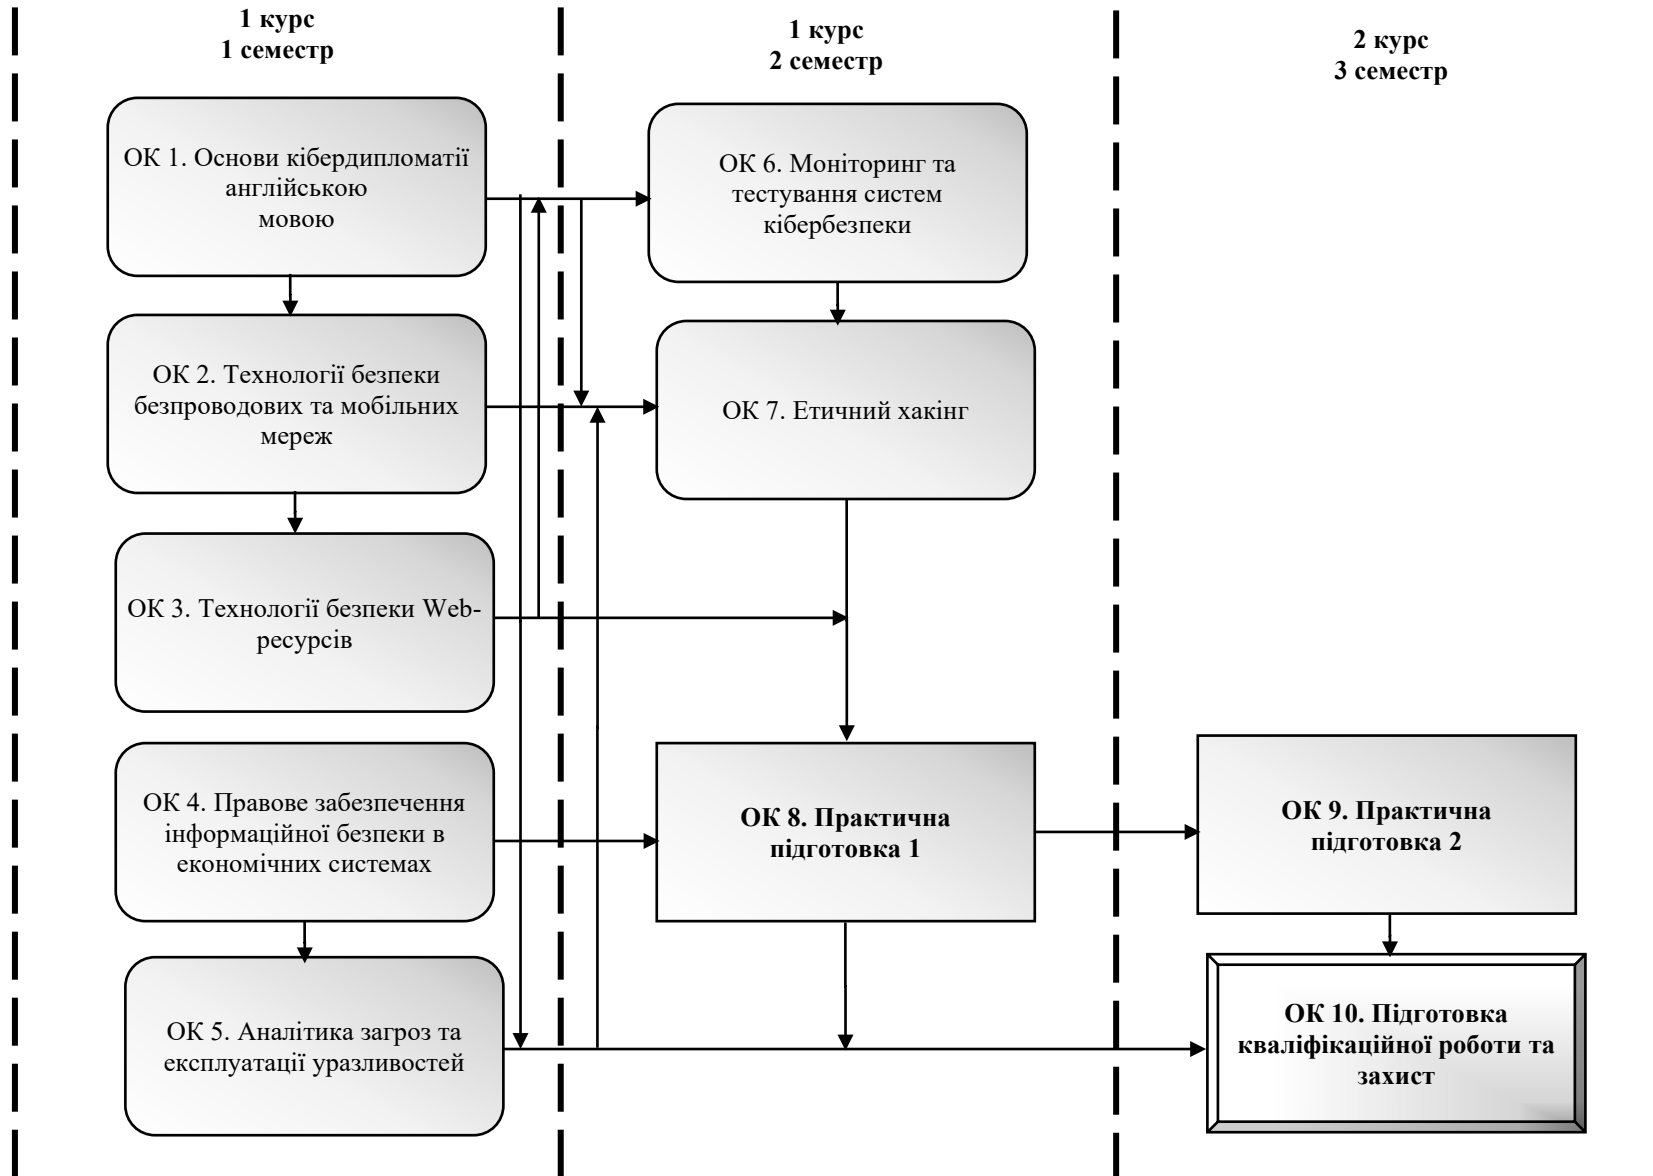 1 курс
1 семестр
1 курс
2 семестр
2 курс
3 семестр
ОК 1. Основи кібердипломатії
англійською
мовою
ОК 2. Технології безпеки
безпроводових та мобільних
мереж
ОК 3. Технології безпеки Web-
ресурсів
ОК 4. Правове забезпечення
інформаційної безпеки в
економічних системах
ОК 5. Аналітика загроз та
експлуатації уразливостей
ОК 6. Моніторинг та
тестування систем
кібербезпеки
ОК 7. Етичний хакінг
ОК 8. Практична
підготовка 1
ОК 9. Практична
підготовка 2
ОК 10. Підготовка
кваліфікаційної роботи та
захист